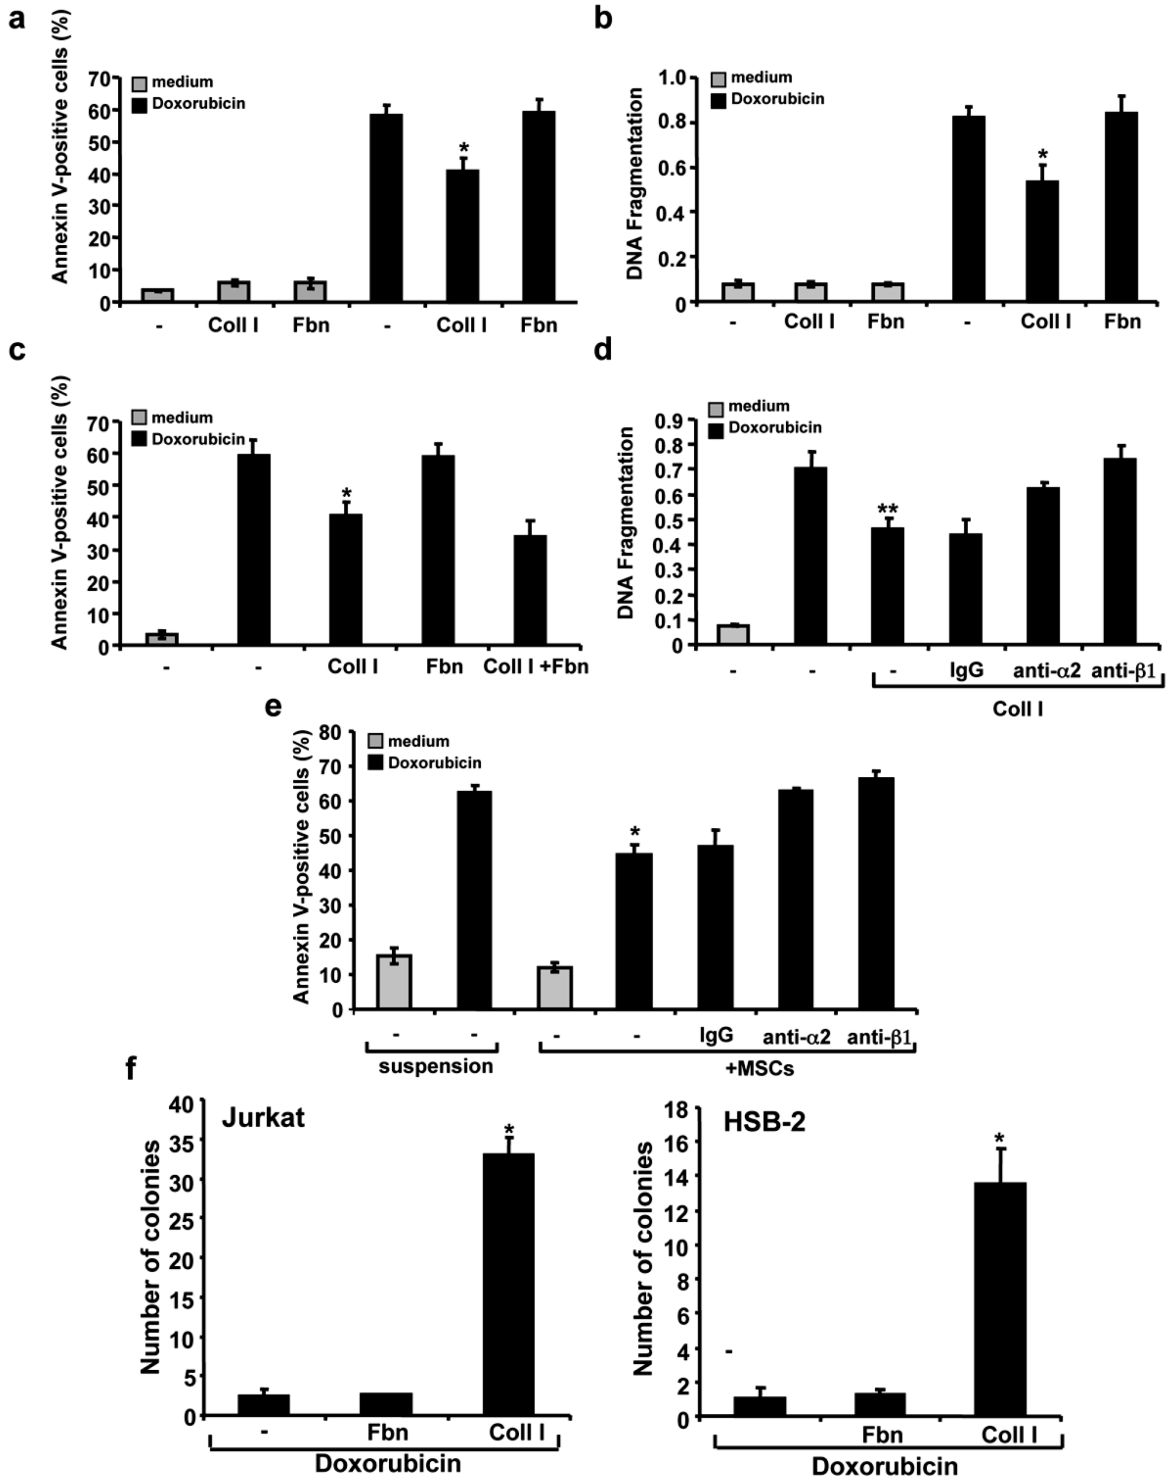 a
Annexin V-positive cells (%)
medium
Doxorubicin
70
60
50
40
30
20
10
0
*
- Coll I Fbn - Coll I Fbn
b
DNA Fragmentation
medium
Doxorubicin
1.0
0.8
0.6
0.4
0.2
0
*
- Coll I Fbn - Coll I Fbn
c
Annexin V-positive cells (%)
medium
Doxorubicin
70
60
50
40
30
20
10
0
*
- - Coll I Fbn Coll I +Fbn
d
DNA Fragmentation
medium
Doxorubicin
0.9
0.8
0.7
0.6
0.5
0.4
0.3
0.2
0.1
0
**
- - - IgG anti-α2 anti-β1
Coll I
e
Annexin V-positive cells (%)
medium
Doxorubicin
80
70
60
50
40
30
20
10
0
*
- - - - IgG anti-α2 anti-β1
suspension +MSCs
f
Number of colonies
Jurkat
40
35
30
25
20
15
10
5
0
*
- Fbn Coll I
Doxorubicin
Number of colonies
HSB-2
18
16
14
12
10
8
6
4
2
0
*
-
Fbn Coll I
Doxorubicin